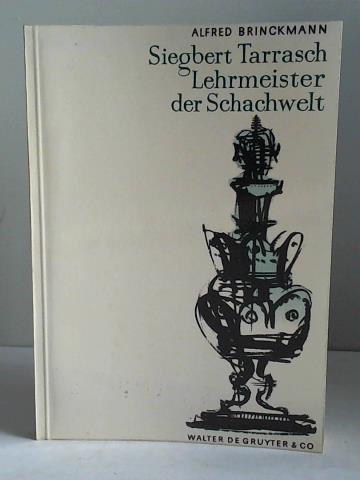 ALFRED BRINCKMANN
Siegbert Tarrasch
Lehrmeister
der Schachwelt
WALTER DE GRUYTER & CO